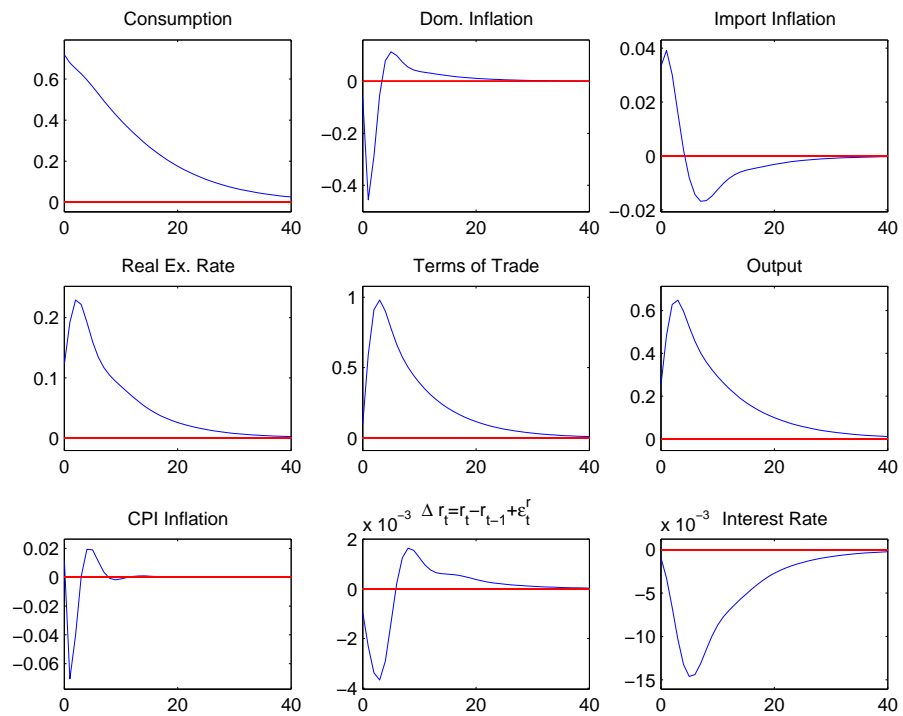 Consumption
0.6
0.4
0.2
0
0 20 40
Dom. Inflation
0
−0.2
−0.4
0 20 40
Import Inflation
0.04
0.02
0
−0.02
0 20 40
Real Ex. Rate
0.2
0.1
0
0 20 40
Terms of Trade
1
0.5
0
0 20 40
Output
0.6
0.4
0.2
0
0 20 40
CPI Inflation
0.02
0
−0.02
−0.04
−0.06
0 20 40
Δ r_t=r_t−r_{t−1}+ε_t^r
x 10^−3
2
0
−2
−4
0 20 40
Interest Rate
x 10^−3
0
−5
−10
−15
0 20 40